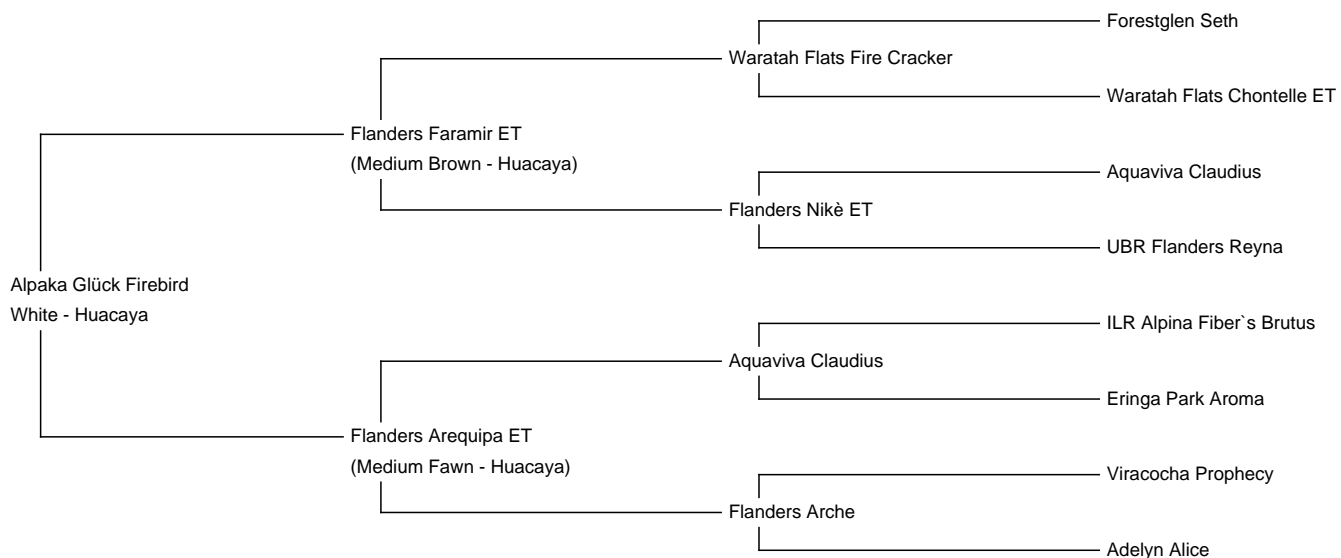 Forestglen Seth
Waratah Flats Fire Cracker
Waratah Flats Chontelle ET
Flanders Faramir ET
(Medium Brown - Huacaya)
Aquaviva Claudius
Flanders Nikè ET
UBR Flanders Reyna
Alpaka Glück Firebird
White - Huacaya
ILR Alpina Fiber`s Brutus
Aquaviva Claudius
Eringa Park Aroma
Flanders Arequipa ET
(Medium Fawn - Huacaya)
Viracocha Prophecy
Flanders Arche
Adelyn Alice